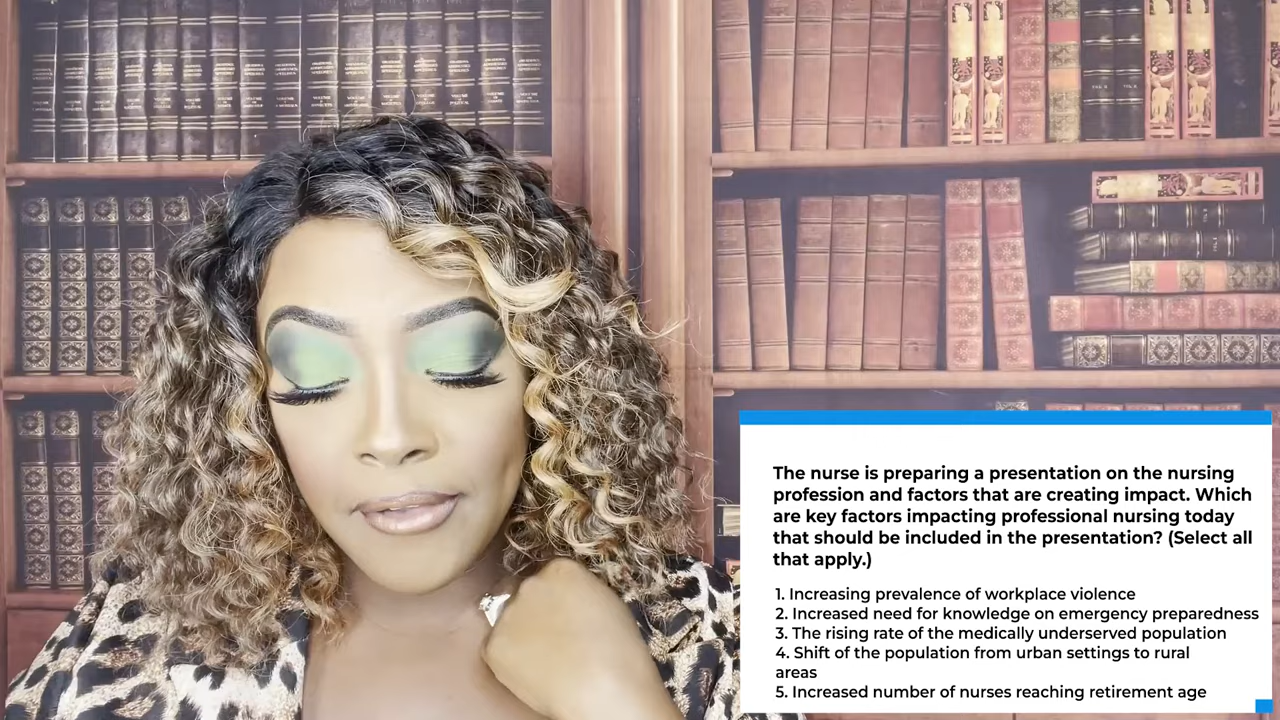 The nurse is preparing a presentation on the nursing
profession and factors that are creating impact. Which
are key factors impacting professional nursing today
that should be included in the presentation? (Select all
that apply.)
1. Increasing prevalence of workplace violence
2. Increased need for knowledge on emergency preparedness
3. The rising rate of the medically underserved population
4. Shift of the population from urban settings to rural
areas
5. Increased number of nurses reaching retirement age